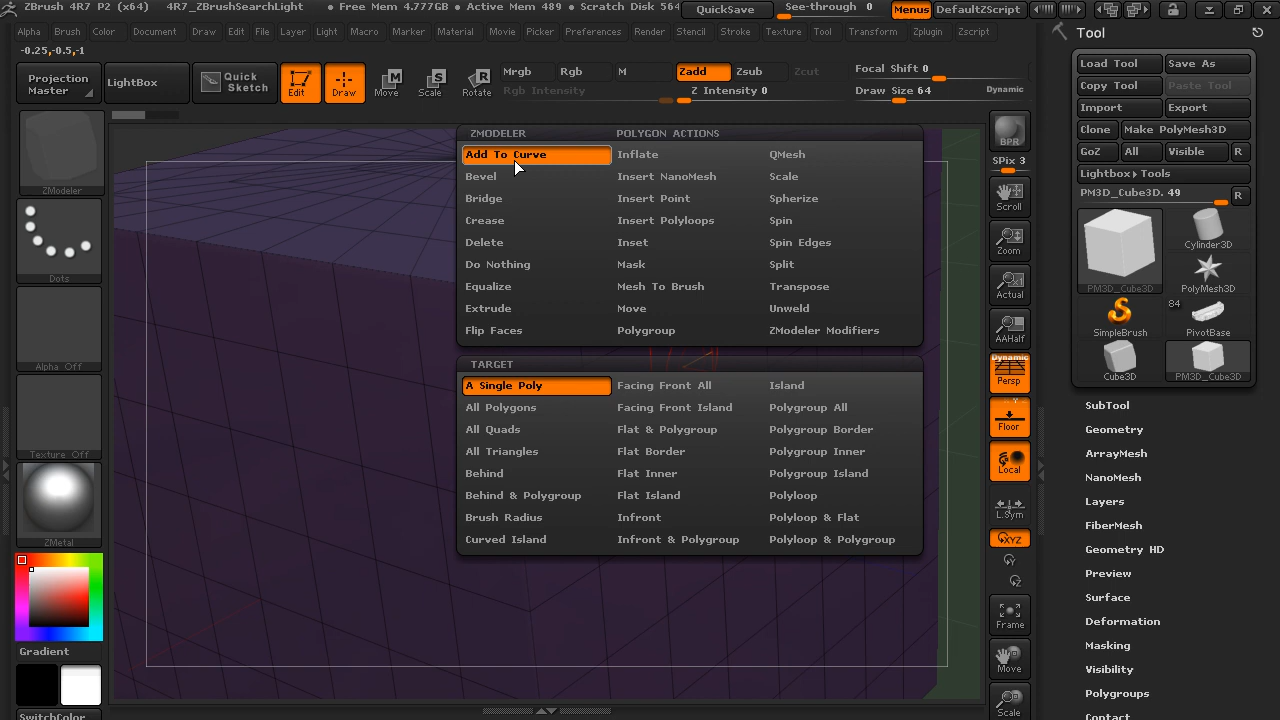 ZBrush 4R7 P2 (x64) 4R7_ZBrushSearchLight • Free Mem 4.777GB • Active Mem 489 • Scratch Disk 564 QuickSave See-through 0 Menus DefaultZScript
Alpha Brush Color Document Draw Edit File Layer Light Macro Marker Material Movie Picker Preferences Render Stencil Stroke Texture Tool Transform Zplugin Zscript
-0.25,-0.5,-1
Projection Master
LightBox
Quick Sketch
Edit
Draw
Move
Scale
Rotate
Mrgb Rgb M Zadd Zsub Zcut
Rgb Intensity Z Intensity 0
Focal Shift 0
Draw Size 64 Dynamic
ZModeler
Dots
Alpha Off
Texture Off
ZMetal
Gradient
SwitchColor
ZMODELER POLYGON ACTIONS
Add To Curve Inflate QMesh
Bevel Insert NanoMesh Scale
Bridge Insert Point Spherize
Crease Insert Polyloops Spin
Delete Inset Spin Edges
Do Nothing Mask Split
Equalize Mesh To Brush Transpose
Extrude Move Unweld
Flip Faces Polygroup ZModeler Modifiers
TARGET
A Single Poly Facing Front All Island
All Polygons Facing Front Island Polygroup All
All Quads Flat & Polygroup Polygroup Border
All Triangles Flat Border Polygroup Inner
Behind Flat Inner Polygroup Island
Behind & Polygroup Flat Island Polyloop
Brush Radius Infront Polyloop & Flat
Curved Island Infront & Polygroup Polyloop & Polygroup
BPR
SPix 3
Scroll
Zoom
Actual
AAHalf
Dynamic
Persp
Floor
Local
L.Sym
XYZ
Y
Z
Frame
Move
Scale
Tool
Load Tool Save As
Copy Tool Paste Tool
Import Export
Clone Make PolyMesh3D
GoZ All Visible R
Lightbox▸Tools
PM3D_Cube3D. 49 R
PM3D_Cube3D
Cylinder3D
PolyMesh3D
SimpleBrush
84
PivotBase
Cube3D
PM3D_Cube3D
SubTool
Geometry
ArrayMesh
NanoMesh
Layers
FiberMesh
Geometry HD
Preview
Surface
Deformation
Masking
Visibility
Polygroups
Contact